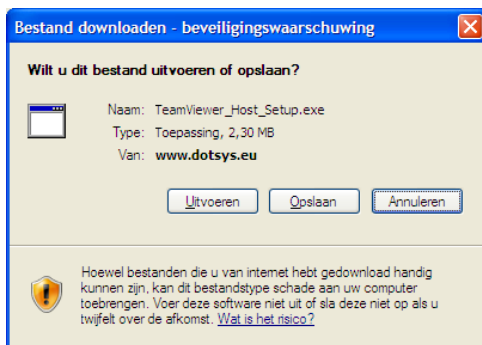 Bestand downloaden - beveiligingswaarschuwing
Wilt u dit bestand uitvoeren of opslaan?
Naam: TeamViewer_Host_Setup.exe
Type: Toepassing, 2,30 MB
Van: www.dotsys.eu
Uitvoeren Opslaan Annuleren
Hoewel bestanden die u van internet hebt gedownload handig
kunnen zijn, kan dit bestandstype schade aan uw computer
toebrengen. Voer deze software niet uit of sla deze niet op als u
twijfelt over de afkomst. Wat is het risico?